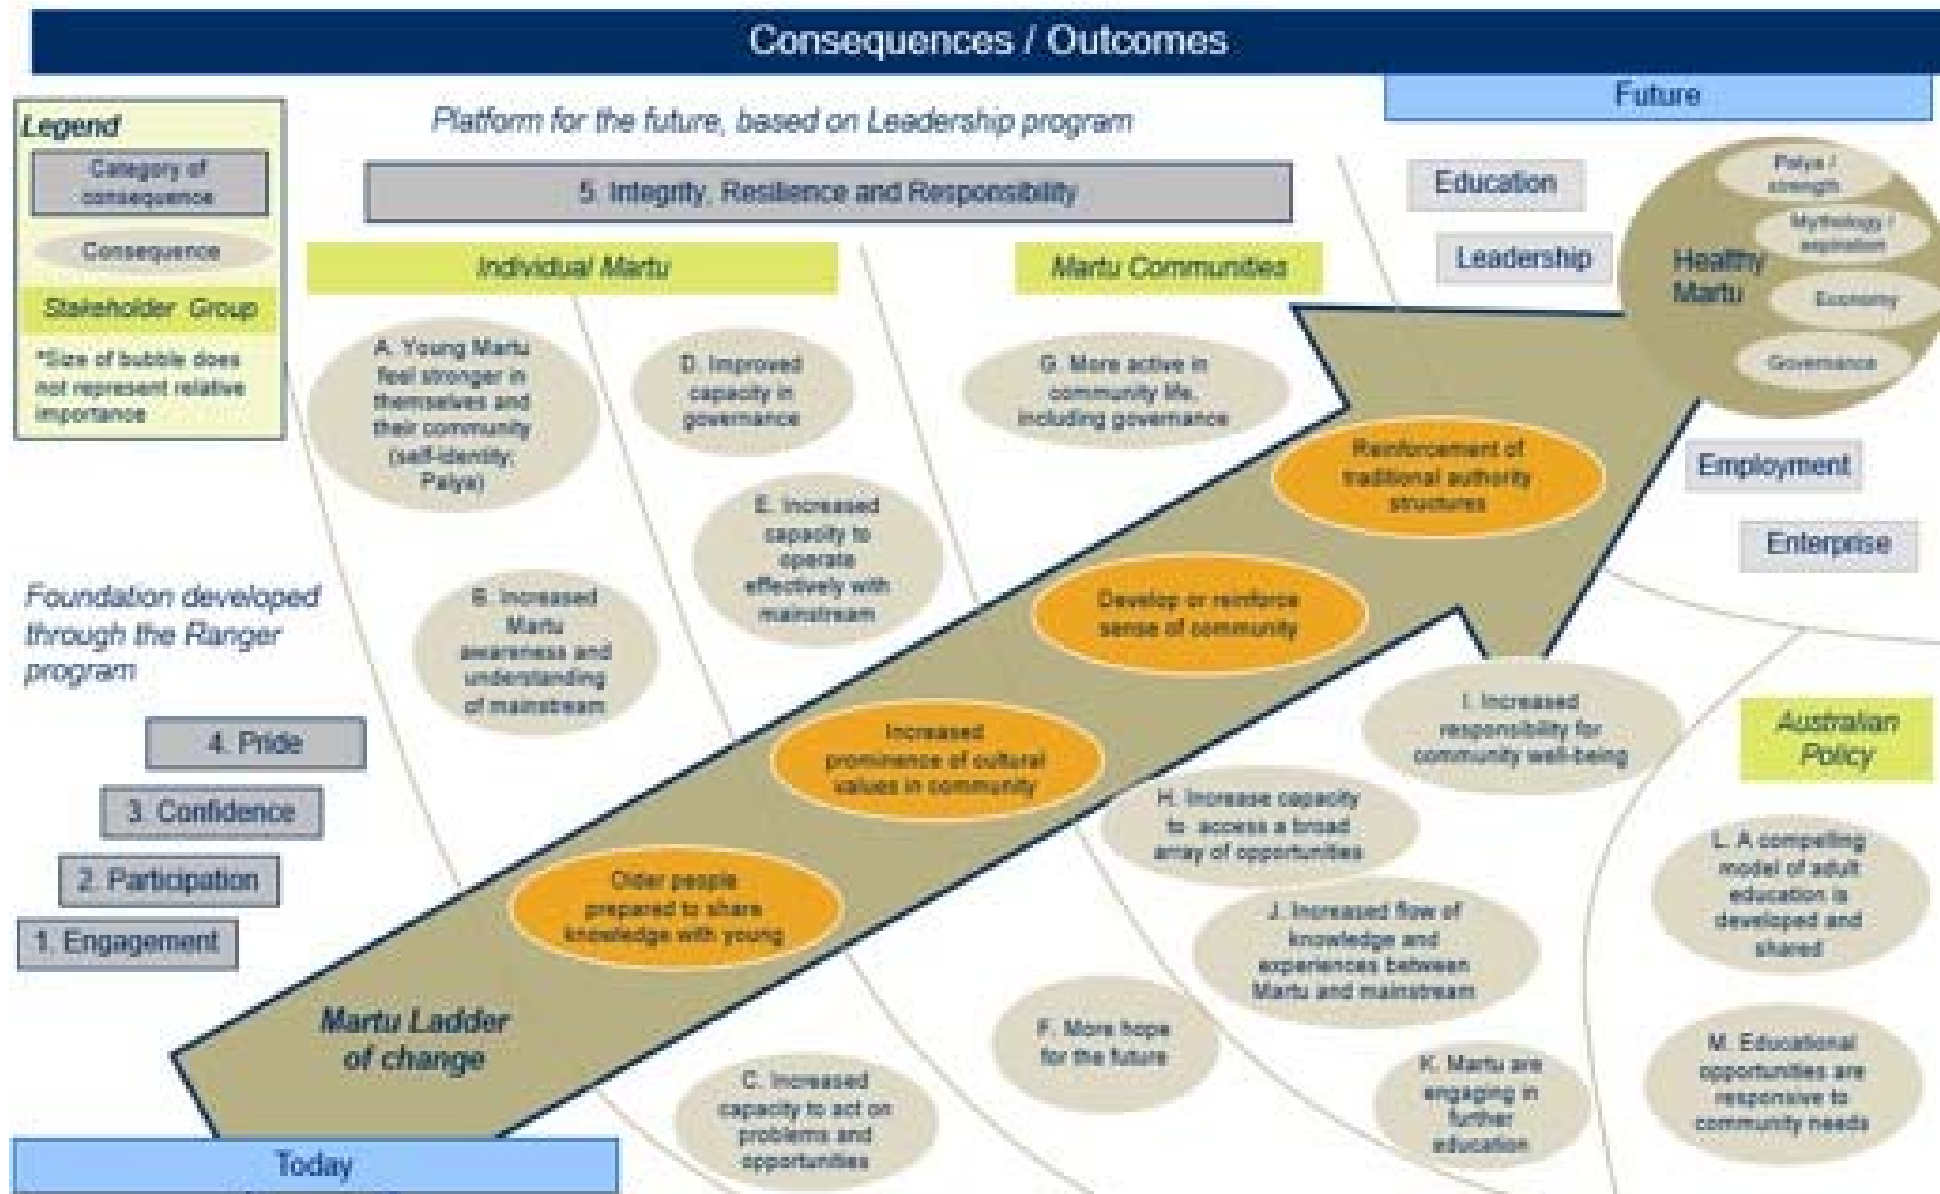 Consequences / Outcomes
Future
Legend
Category of
consequence
Consequence
Stakeholder Group
*Size of bubble does
not represent relative
importance
Platform for the future, based on Leadership program
5. Integrity, Resilience and Responsibility
Individual Martu
Martu Communities
Education
Leadership
Healthy
Martu
Palya /
strength
Mythology /
aspiration
Economy
Governance
A. Young Martu
feel stronger in
themselves and
their community
(self-identity;
Palya)
D. Improved
capacity in
governance
G. More active in
community life,
including governance
Reinforcement of
traditional authority
structures
Employment
Enterprise
E. Increased
capacity to
operate
effectively with
mainstream
B. Increased
Martu
awareness and
understanding
of mainstream
Develop or reinforce
sense of community
Foundation developed
through the Ranger
program
4. Pride
3. Confidence
2. Participation
1. Engagement
Increased
prominence of cultural
values in community
I. Increased
responsibility for
community well-being
Australian
Policy
H. Increase capacity
to access a broad
array of opportunities
L. A compelling
model of adult
education is
developed and
shared
Older people
prepared to share
knowledge with young
J. Increased flow of
knowledge and
experiences between
Martu and mainstream
Martu Ladder
of change
F. More hope
for the future
M. Educational
opportunities are
responsive to
community needs
K. Martu are
engaging in
further
education
C. Increased
capacity to act on
problems and
opportunities
Today